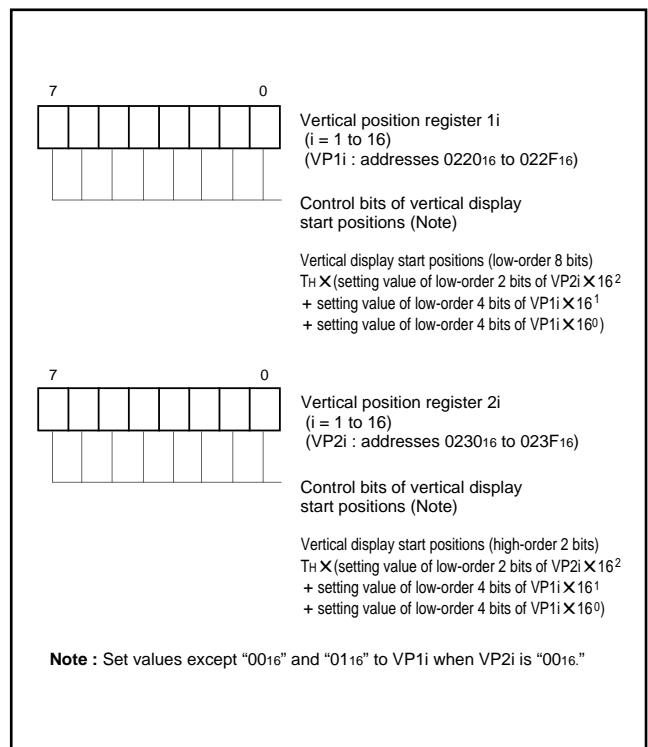 7 0
Vertical position register 1i
(i = 1 to 16)
(VP1i : addresses 0220₁₆ to 022F₁₆)
Control bits of vertical display
start positions (Note)
Vertical display start positions (low-order 8 bits)
TH ✕ (setting value of low-order 2 bits of VP2i ✕ 16²
+ setting value of low-order 4 bits of VP1i ✕ 16¹
+ setting value of low-order 4 bits of VP1i ✕ 16⁰)
7 0
Vertical position register 2i
(i = 1 to 16)
(VP2i : addresses 0230₁₆ to 023F₁₆)
Control bits of vertical display
start positions (Note)
Vertical display start positions (high-order 2 bits)
TH ✕ (setting value of low-order 2 bits of VP2i ✕ 16²
+ setting value of low-order 4 bits of VP1i ✕ 16¹
+ setting value of low-order 4 bits of VP1i ✕ 16⁰)
Note : Set values except “00₁₆” and “01₁₆” to VP1i when VP2i is “00₁₆.”